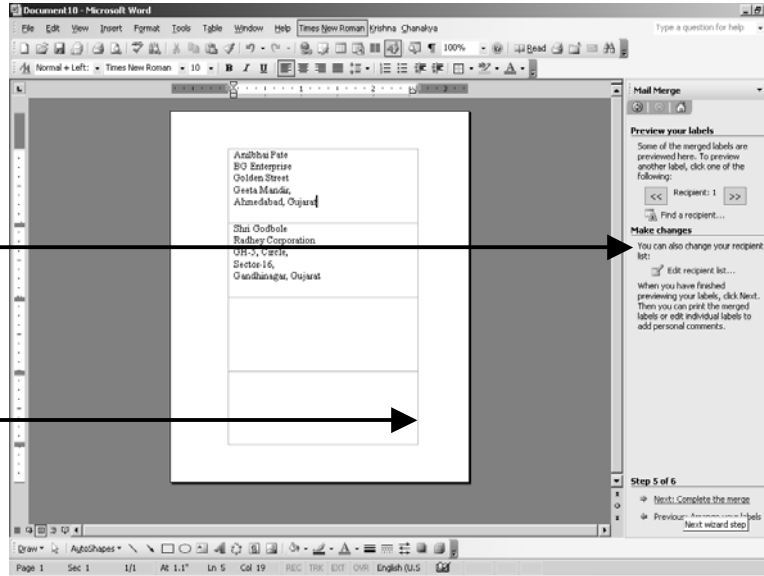 Document10 - Microsoft Word
File Edit View Insert Format Tools Table Window Help Times New Roman Krishna Chanakya
Type a question for help
100% Read
Normal + Left: Times New Roman 10 B I U
Mail Merge
Preview your labels
Some of the merged labels are
previewed here. To preview
another label, click one of the
following:
<< Recipient: 1 >>
Find a recipient...
Make changes
You can also change your recipient
list:
Edit recipient list...
When you have finished
previewing your labels, click Next.
Then you can print the merged
labels or edit individual labels to
add personal comments.
Step 5 of 6
Next: Complete the merge
Previous: Arrange your labels
Next wizard step
Anilbhai Pate
BG Enterprise
Golden Street
Geeta Mandir,
Ahmedabad, Gujarat
Shri Godbole
Radhey Corporation
GH-5, Circle,
Sector-16,
Gandhinagar, Gujarat
Draw AutoShapes
Page 1 Sec 1 1/1 At 1.1" Ln 5 Col 19 REC TRK EXT OVR English (U.S